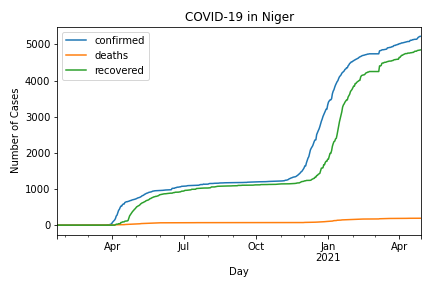 COVID-19 in Niger
confirmed
deaths
recovered
5000
4000
3000
2000
1000
0
Number of Cases
Apr
Jul
Oct
Jan
2021
Apr
Day